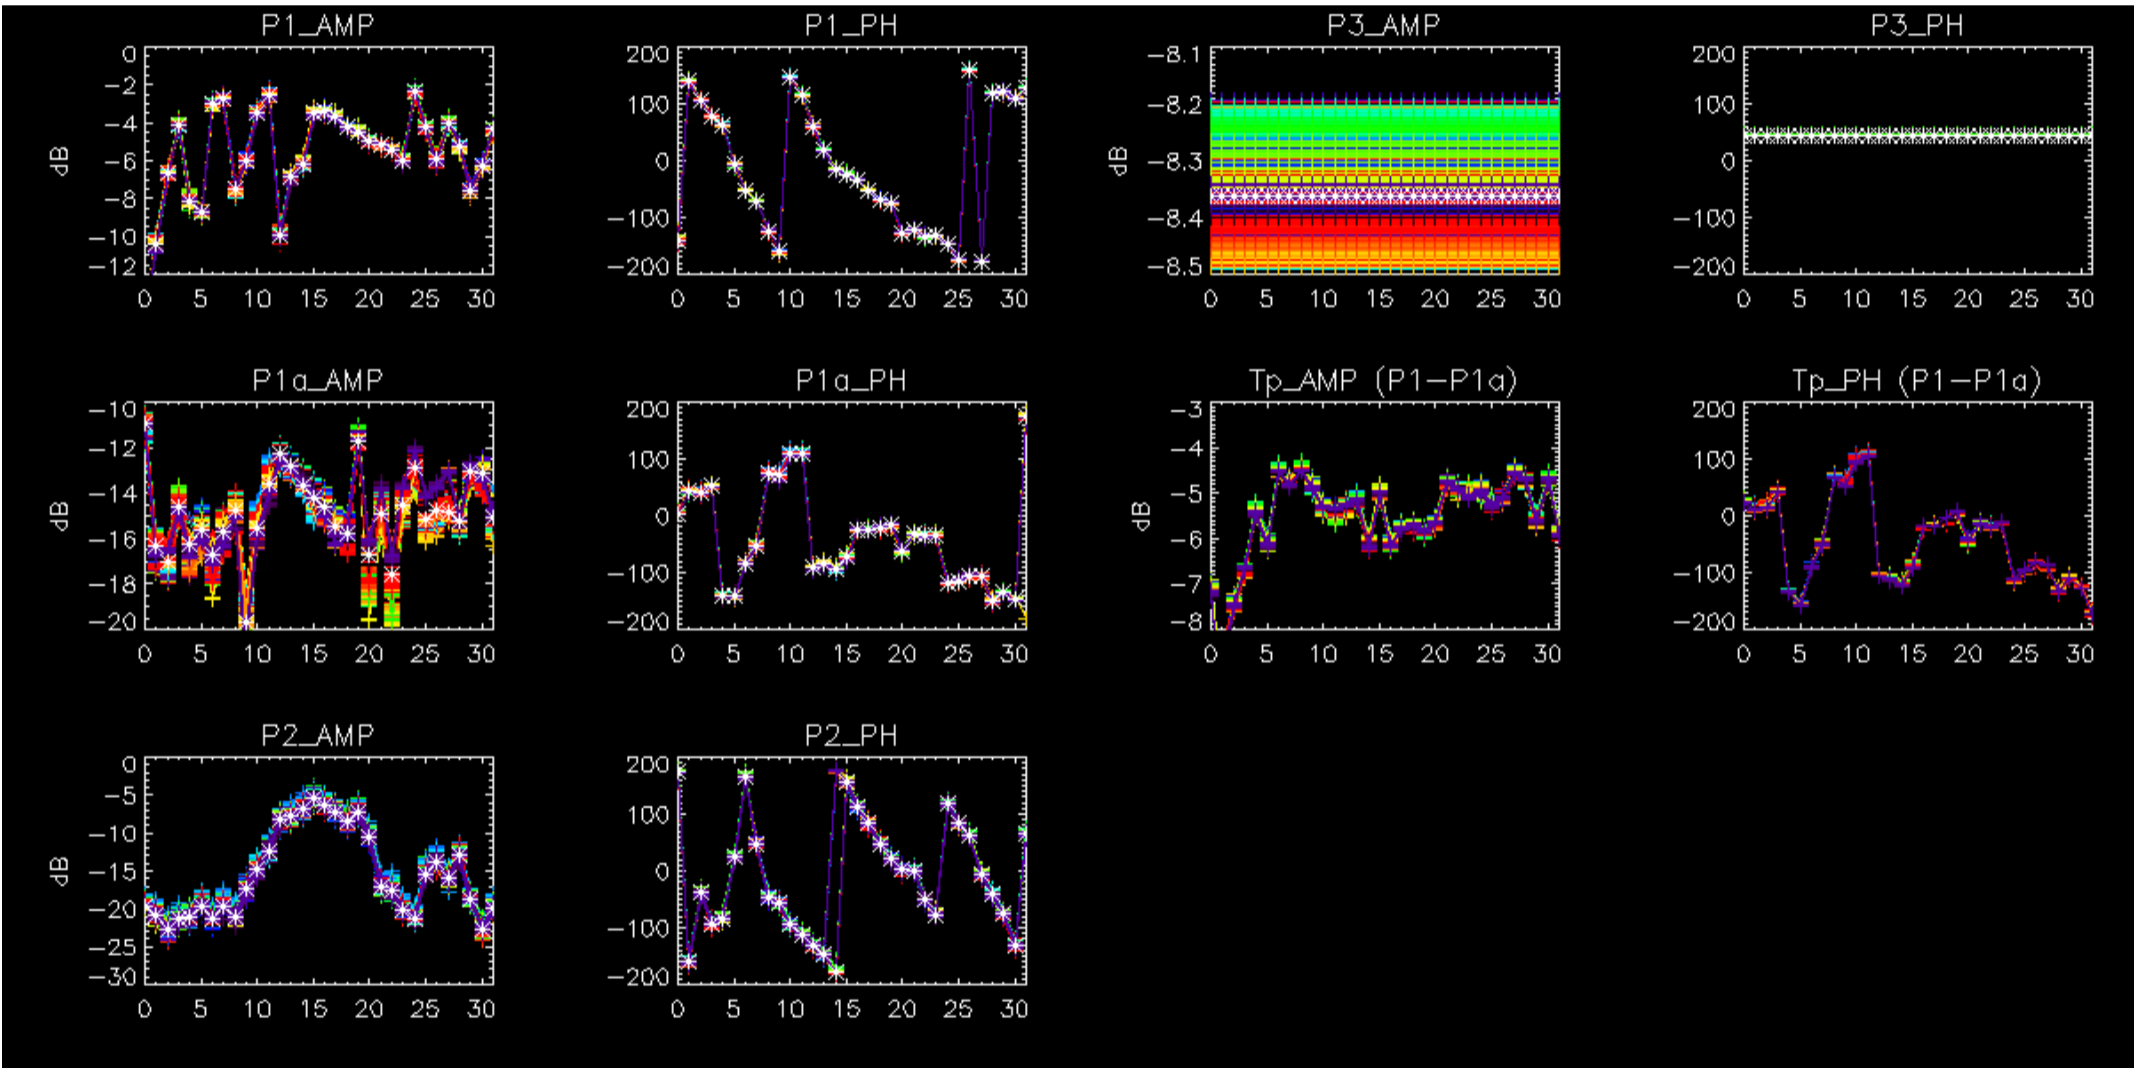 P1_AMP
0
−2
−4
−6
−8
−10
−12
dB
0 5 10 15 20 25 30
P1_PH
200
100
0
−100
−200
0 5 10 15 20 25 30
P3_AMP
−8.1
−8.2
−8.3
−8.4
−8.5
dB
0 5 10 15 20 25 30
P3_PH
200
100
0
−100
−200
0 5 10 15 20 25 30
P1a_AMP
−10
−12
−14
−16
−18
−20
dB
0 5 10 15 20 25 30
P1a_PH
200
100
0
−100
−200
0 5 10 15 20 25 30
Tp_AMP (P1−P1a)
−3
−4
−5
−6
−7
−8
dB
0 5 10 15 20 25 30
Tp_PH (P1−P1a)
200
100
0
−100
−200
0 5 10 15 20 25 30
P2_AMP
0
−5
−10
−15
−20
−25
−30
dB
0 5 10 15 20 25 30
P2_PH
200
100
0
−100
−200
0 5 10 15 20 25 30